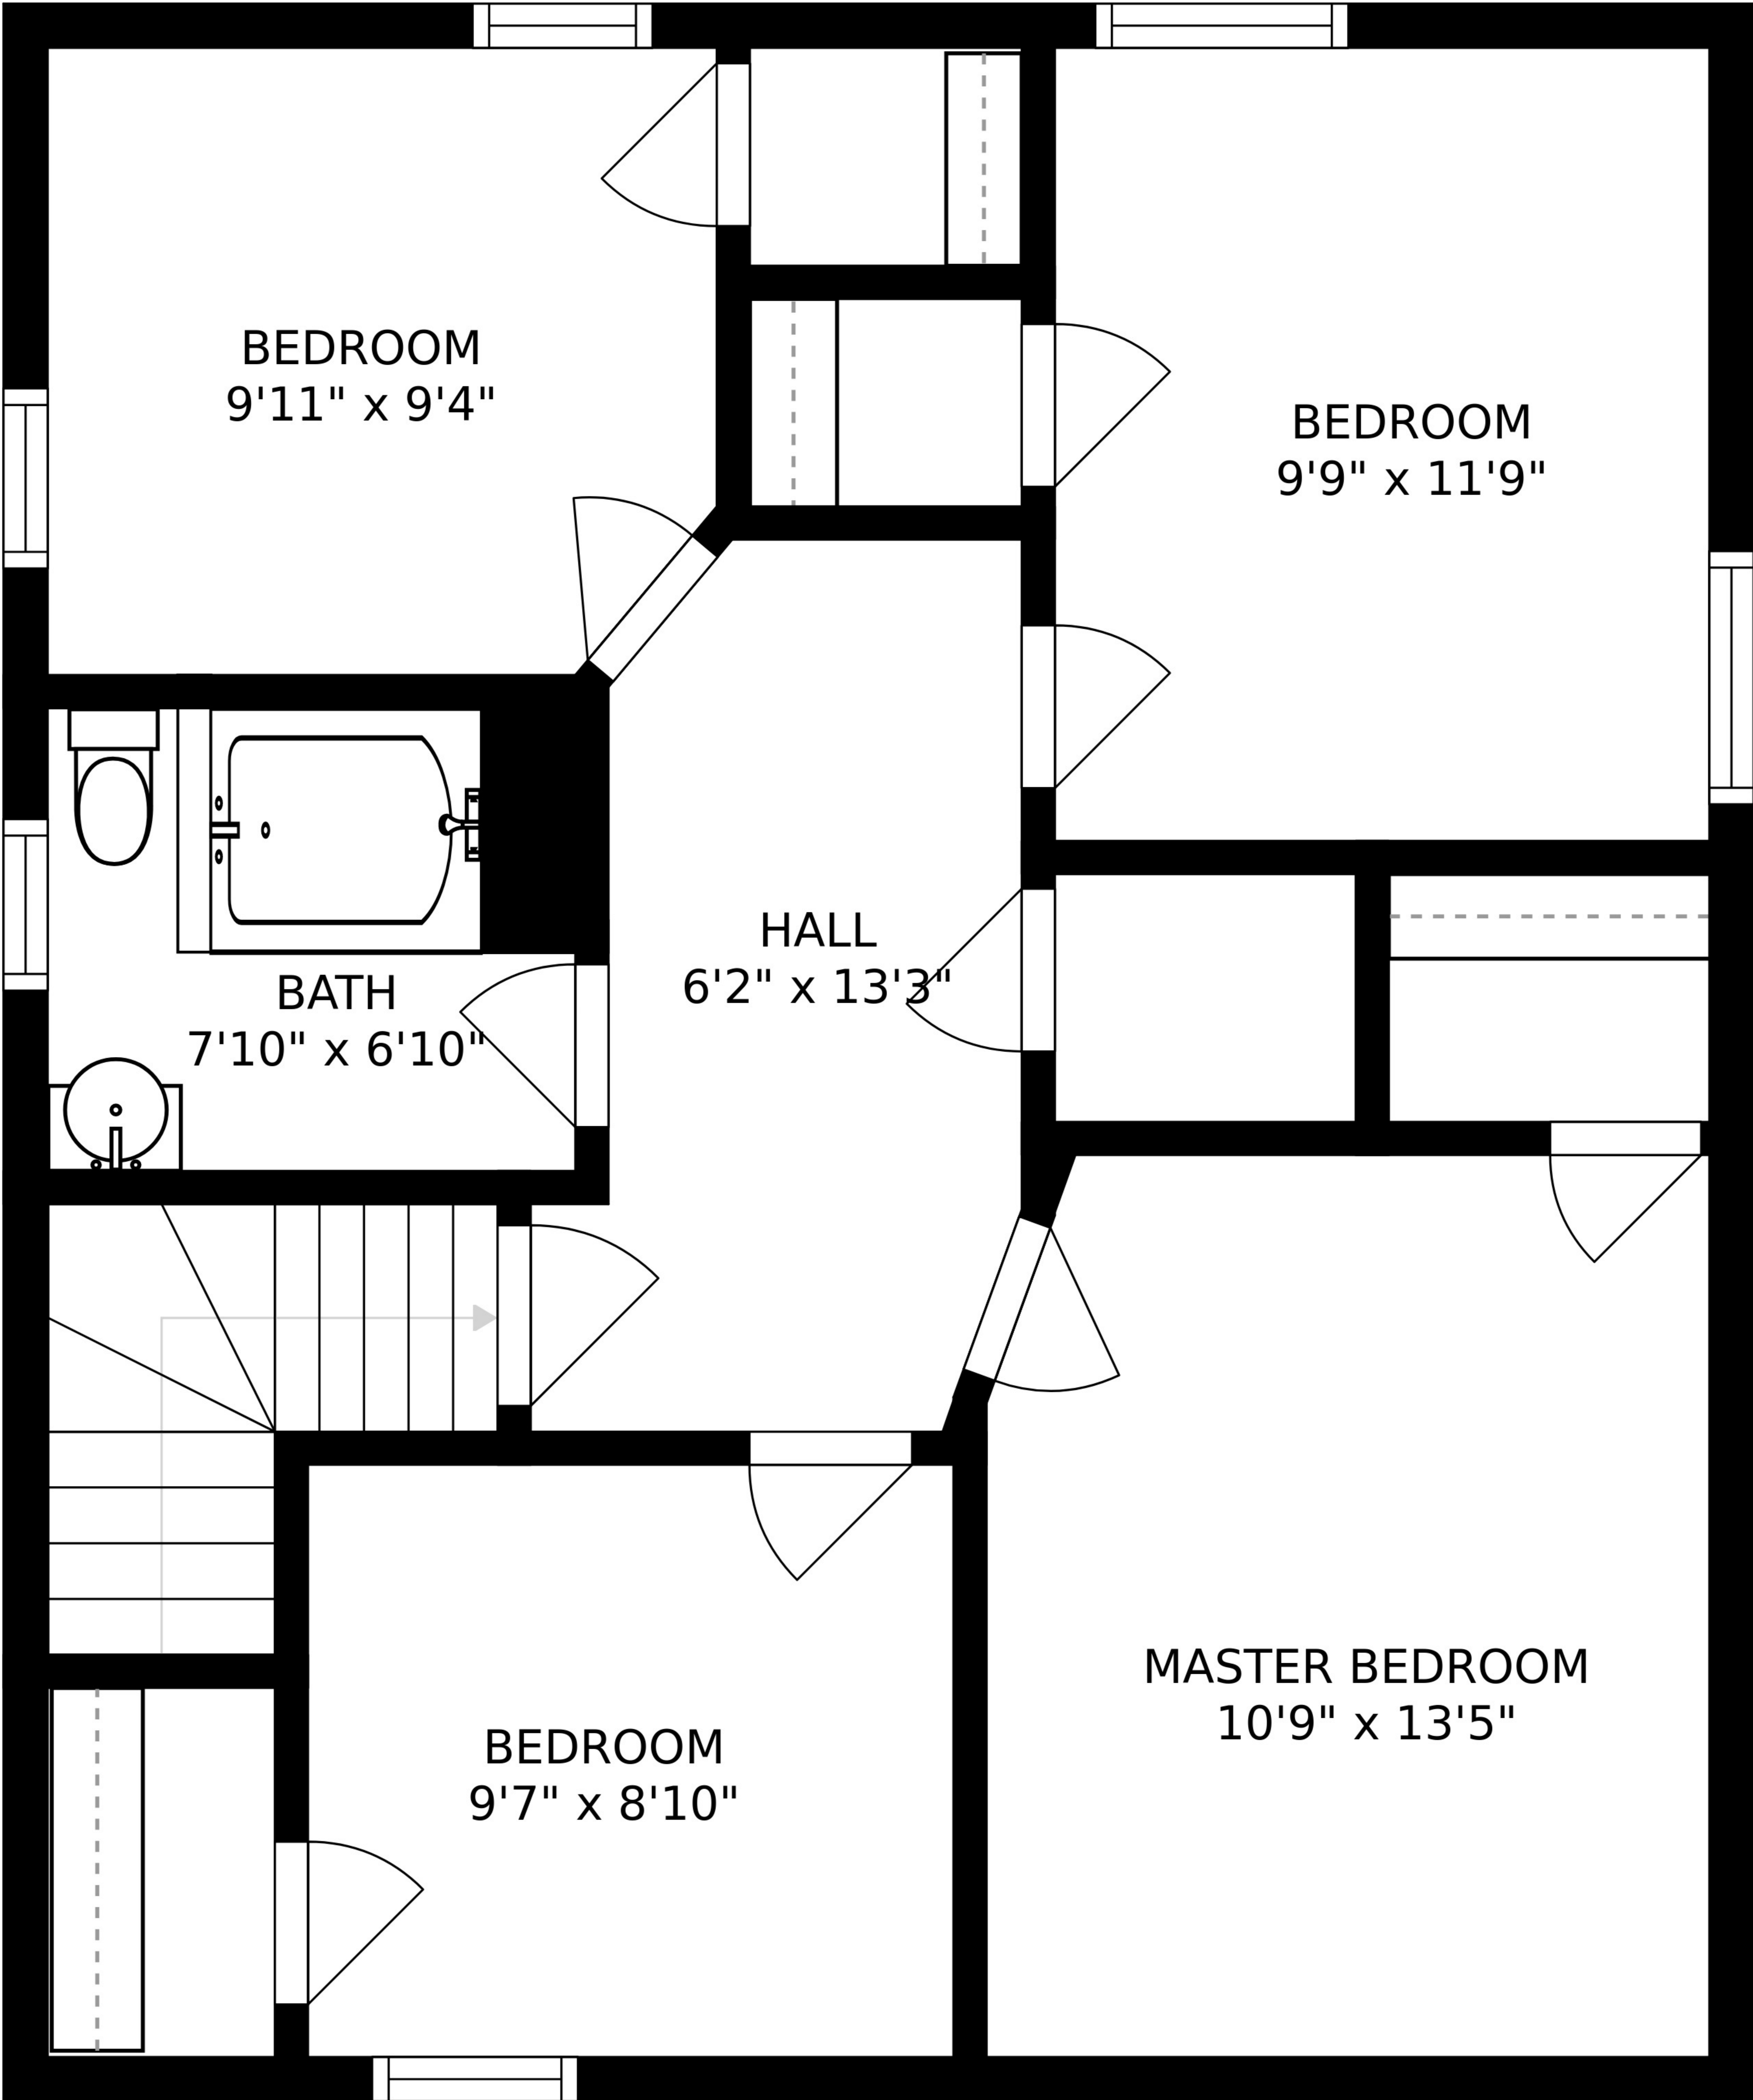 BEDROOM
9'11" x 9'4"
BEDROOM
9'9" x 11'9"
HALL
6'2" x 13'3"
BATH
7'10" x 6'10"
MASTER BEDROOM
10'9" x 13'5"
BEDROOM
9'7" x 8'10"